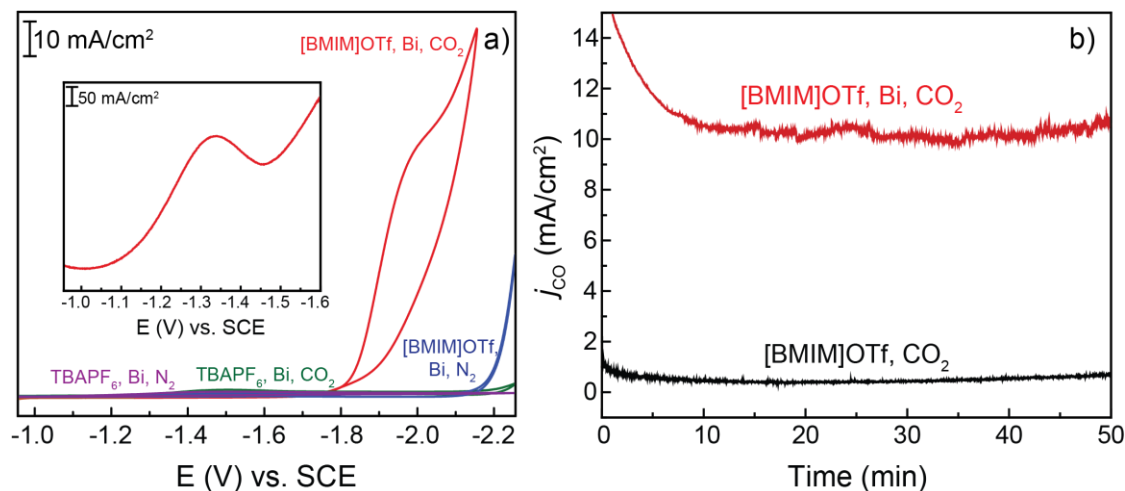 10 mA/cm²
[BMIM]OTf, Bi, CO₂
a)
50 mA/cm²
-1.0 -1.1 -1.2 -1.3 -1.4 -1.5 -1.6
E (V) vs. SCE
TBAPF₆, Bi, N₂
TBAPF₆, Bi, CO₂
[BMIM]OTf,
Bi, N₂
-1.0 -1.2 -1.4 -1.6 -1.8 -2.0 -2.2
E (V) vs. SCE
b)
14
12
10
8
6
4
2
0
j_CO (mA/cm²)
[BMIM]OTf, Bi, CO₂
[BMIM]OTf, CO₂
0 10 20 30 40 50
Time (min)